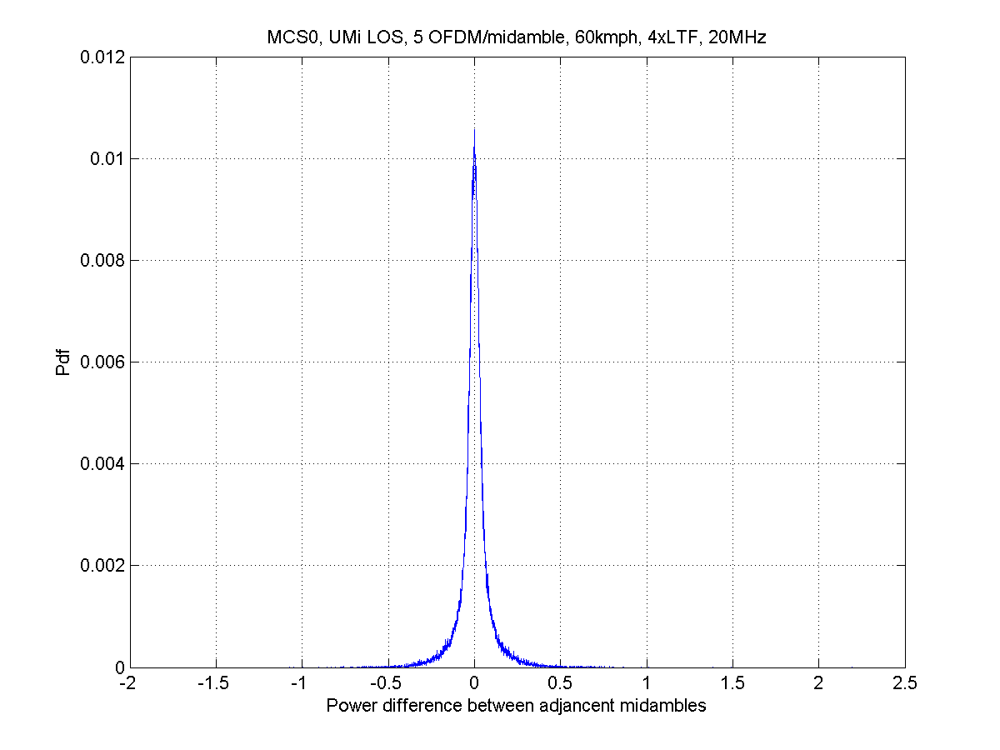 MCS0, UMi LOS, 5 OFDM/midamble, 60kmph, 4xLTF, 20MHz
0.012
0.01
0.008
0.006
0.004
0.002
0
Pdf
-2 -1.5 -1 -0.5 0 0.5 1 1.5 2 2.5
Power difference between adjancent midambles